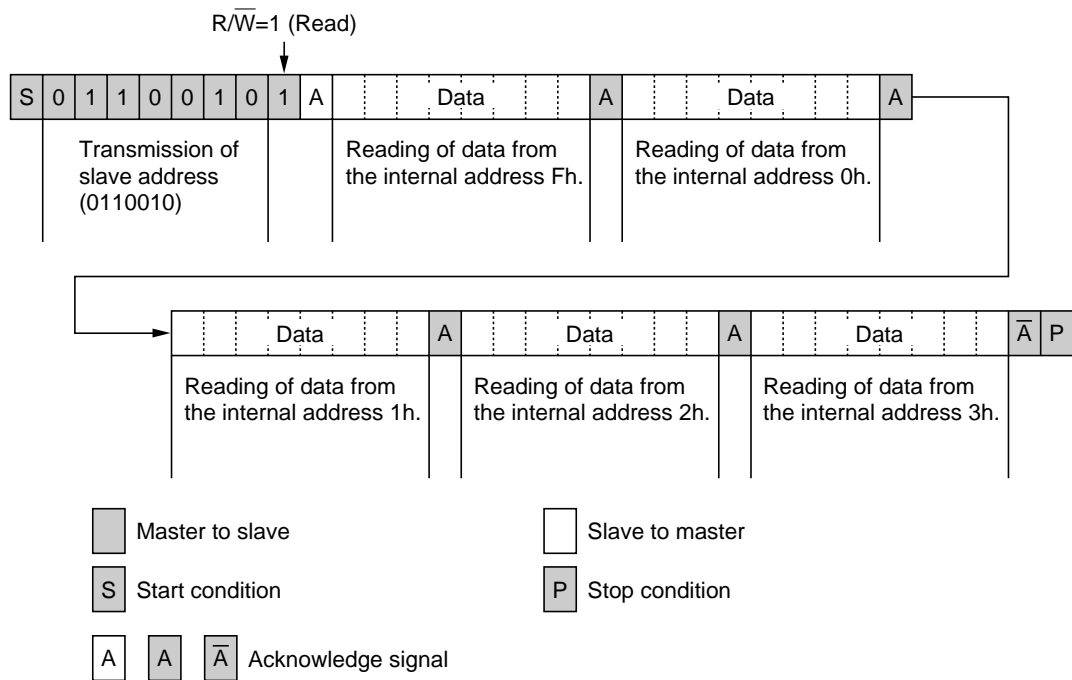 R/W̅=1 (Read)
S 0 1 1 0 0 1 0 1 A Data A Data A
Transmission of
slave address
(0110010)
Reading of data from
the internal address Fh.
Reading of data from
the internal address 0h.
Data A Data A Data A̅ P
Reading of data from
the internal address 1h.
Reading of data from
the internal address 2h.
Reading of data from
the internal address 3h.
Master to slave
Slave to master
S Start condition
P Stop condition
A A A̅ Acknowledge signal